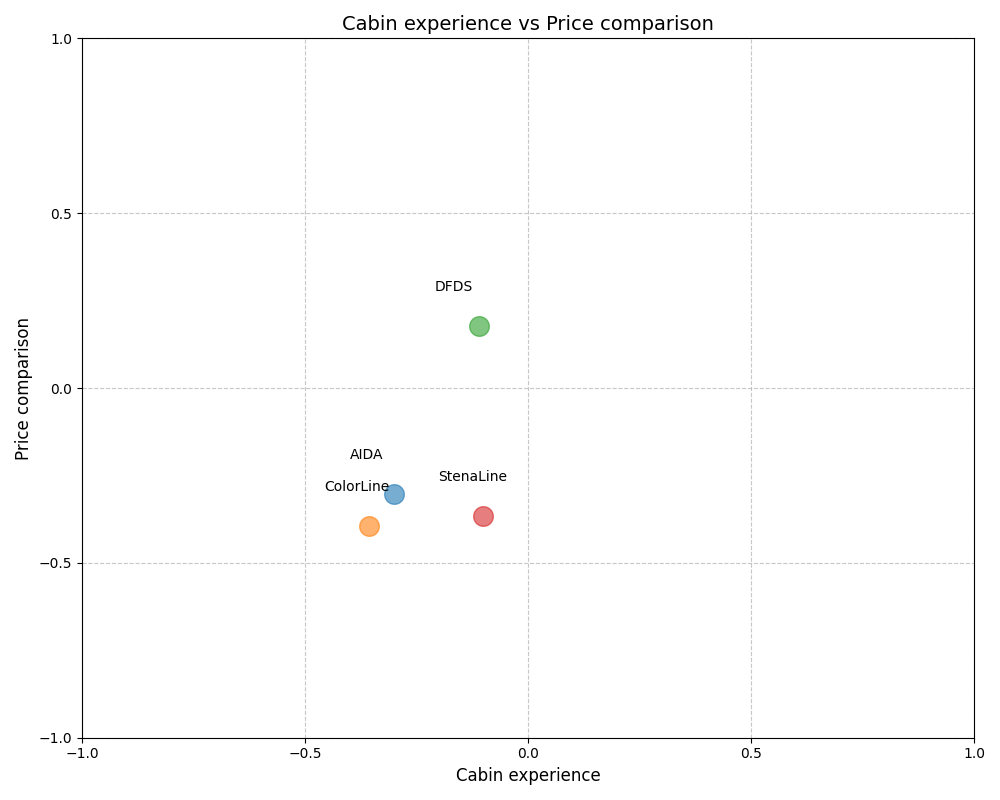 Cabin experience vs Price comparison
1.0
0.5
0.0
−0.5
−1.0
Price comparison
DFDS
AIDA
StenaLine
ColorLine
−1.0
−0.5
0.0
0.5
1.0
Cabin experience